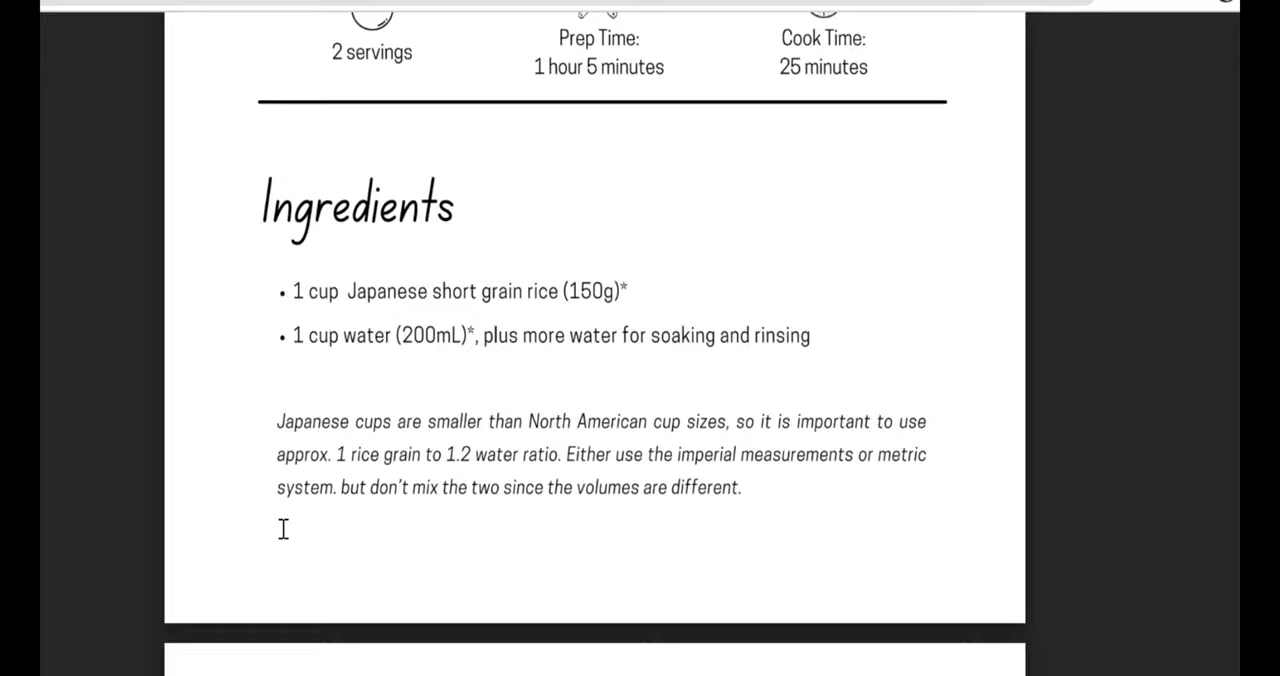 2 servings
Prep Time:
1 hour 5 minutes
Cook Time:
25 minutes
Ingredients
• 1 cup  Japanese short grain rice (150g)*
• 1 cup water (200mL)*, plus more water for soaking and rinsing
Japanese cups are smaller than North American cup sizes, so it is important to use
approx. 1 rice grain to 1.2 water ratio. Either use the imperial measurements or metric
system. but don't mix the two since the volumes are different.